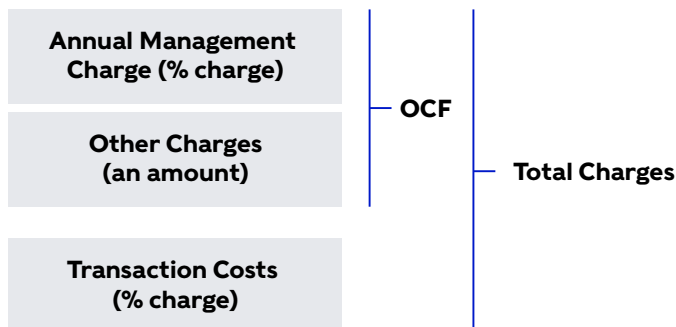 Annual Management
Charge (% charge)
OCF
Other Charges
(an amount)
Total Charges
Transaction Costs
(% charge)